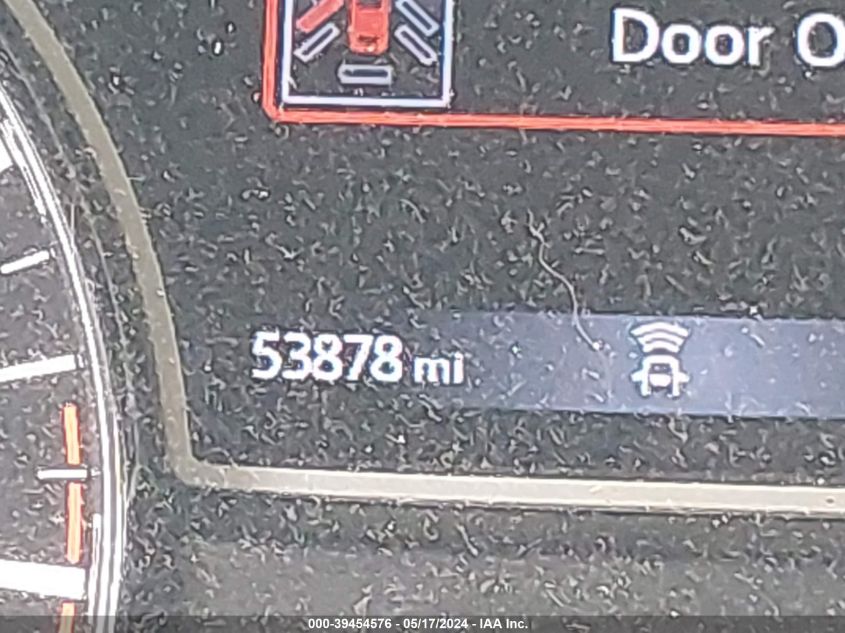 Door O
53878 mi
000-39454576 - 05/17/2024 - IAA Inc.